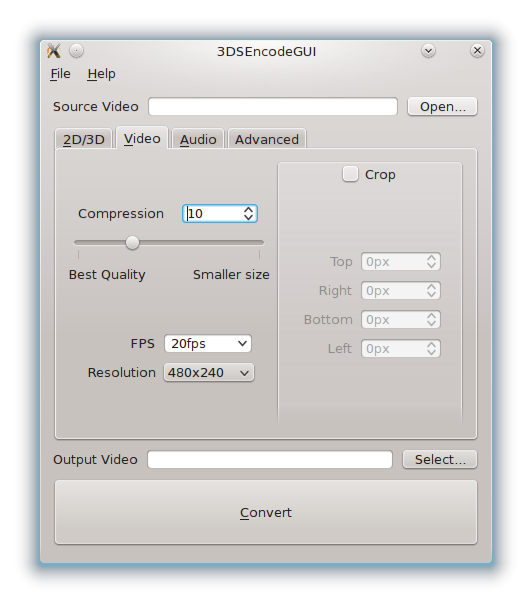 3DSEncodeGUI
File Help
Source Video Open...
2D/3D Video Audio Advanced
Crop
Compression 10
Best Quality Smaller size
Top 0px
Right 0px
Bottom 0px
Left 0px
FPS 20fps
Resolution 480x240
Output Video Select...
Convert